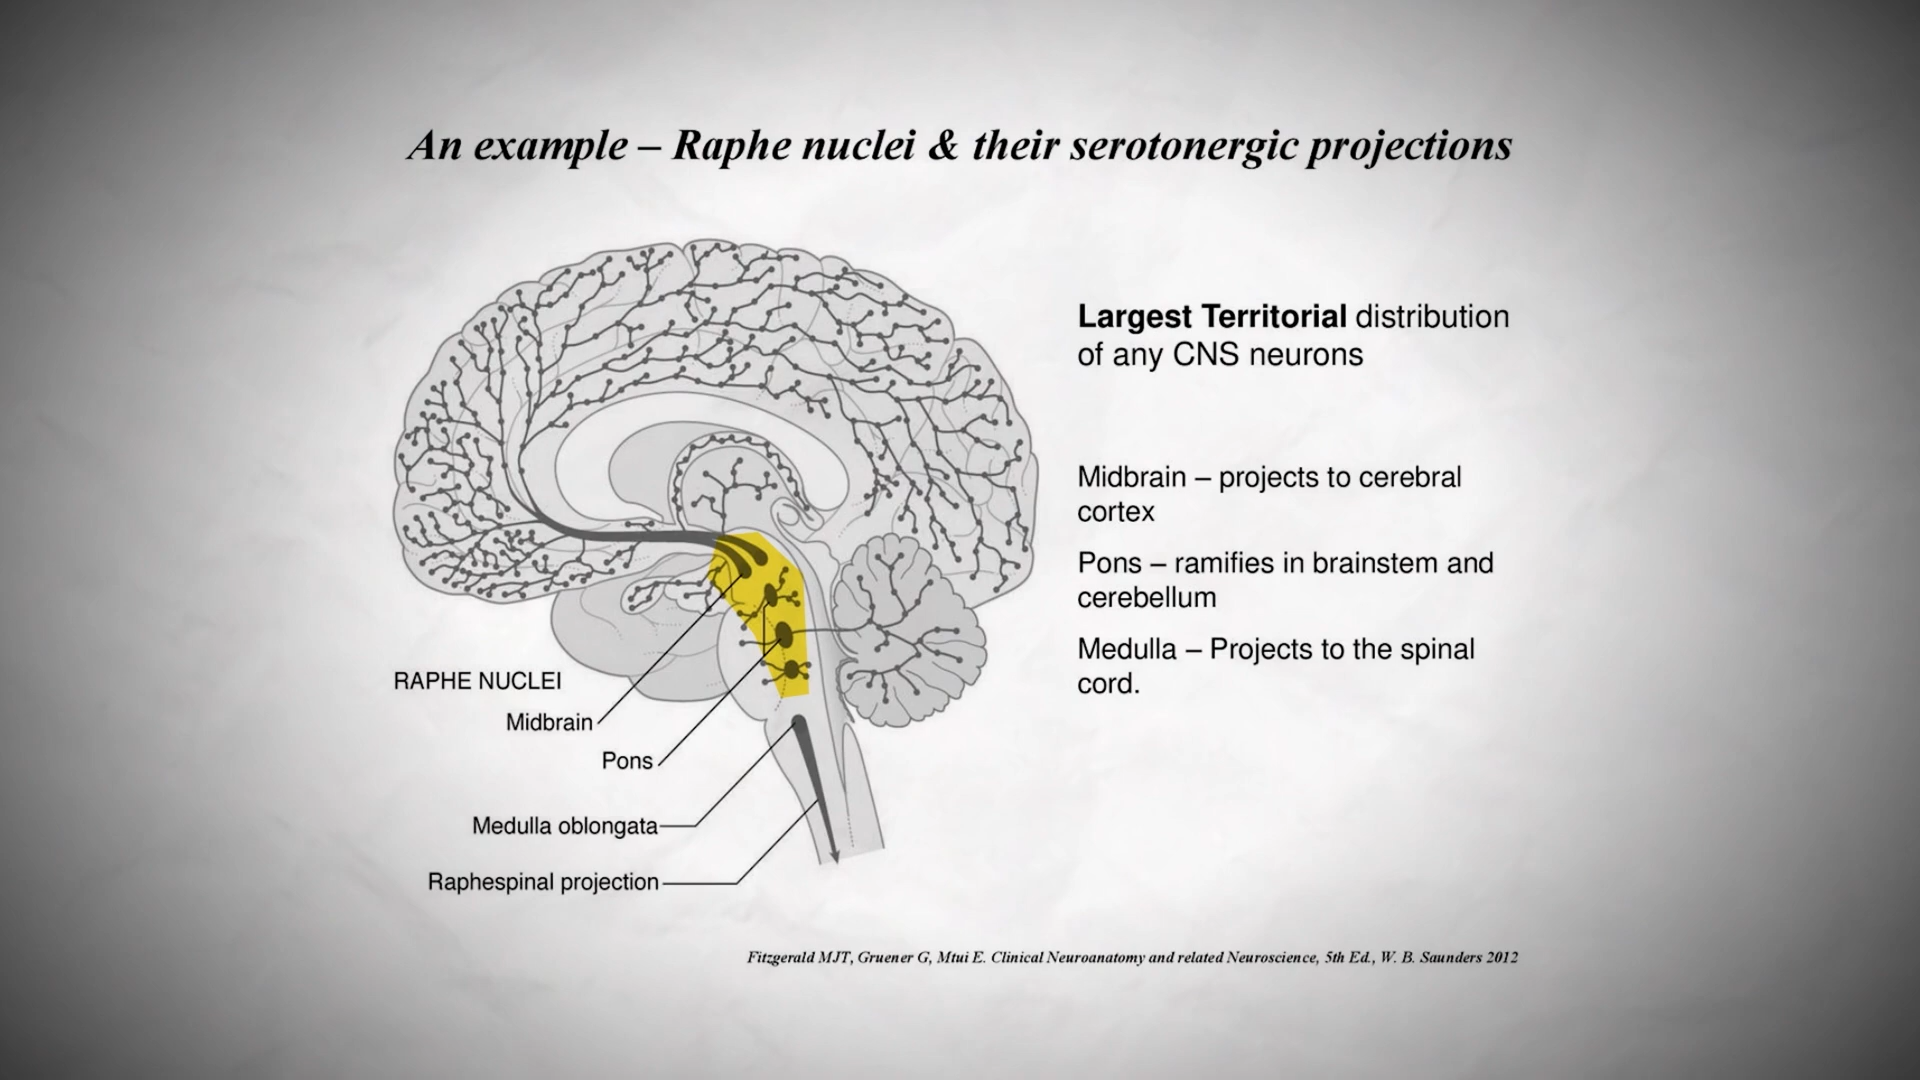 An example – Raphe nuclei & their serotonergic projections
Largest Territorial distribution
of any CNS neurons
Midbrain – projects to cerebral
cortex
Pons – ramifies in brainstem and
cerebellum
Medulla – Projects to the spinal
cord.
RAPHE NUCLEI
Midbrain
Pons
Medulla oblongata
Raphespinal projection
Fitzgerald MJT, Gruener G, Mtui E. Clinical Neuroanatomy and related Neuroscience, 5th Ed., W. B. Saunders 2012